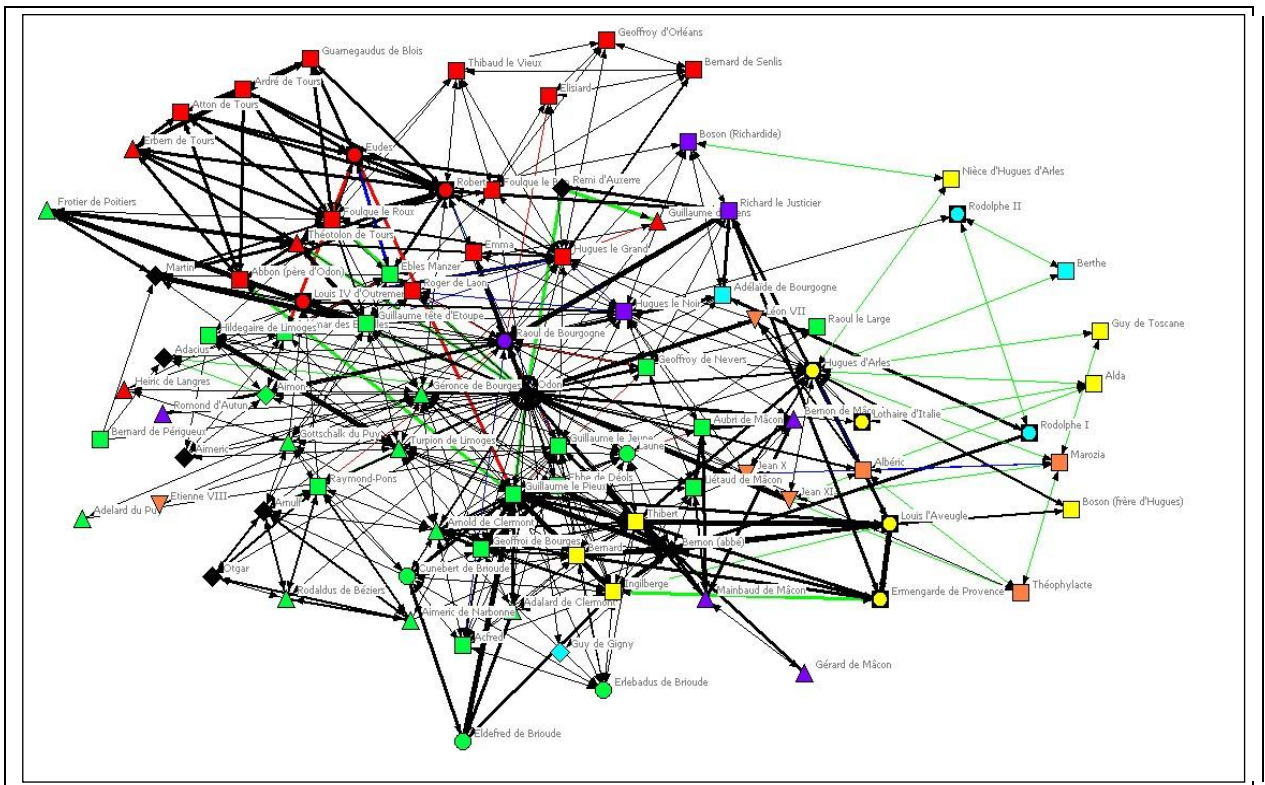 Geoffroy d'Orléans
Guarnegaudus de Blois
Thibaud le Vieux
Bernard de Senlis
Ardré de Tours
Elisiard
Atton de Tours
Erbern de Tours
Eudes
Boson (Richardide)
Nièce d'Hugues d'Arles
Robert
Foulque le Bon
Remi d'Auxerre
Frotier de Poitiers
Foulque le Roux
Richard le Justicier
Rodolphe II
Théotolon de Tours
Emma
Hugues le Grand
Martin
Abbon (père d'Odon)
Ebles Manzer
Berthe
Louis IV d'Outremer
Roger de Laon
Adélaïde de Bourgogne
Hugues le Noir
Léon VII
Guillaume tête d'Etoupe
Raoul le Large
Hildegaire de Limoges
Raoul de Bourgogne
Guy de Toscane
Adacius
Geoffroy de Nevers
Hugues d'Arles
Alda
Heiric de Langres
Aimon
Géronce de Bourges
Odon
Romond d'Autun
Aubri de Mâcon
Lothaire d'Italie
Bernard de Périgueux
Gottschalk du Puy
Guillaume le Jeune
Rodolphe I
Aimeric
Turpion de Limoges
Jean X
Albéric
Marozia
Raymond-Pons
Ebbe de Déols
Liétaud de Mâcon
Etienne VIII
Guillaume le Pieux
Jean XI
Boson (frère d'Hugues)
Adelard du Puy
Arnulf
Arnold de Clermont
Thibert
Louis l'Aveugle
Geoffroi de Bourges
Bernard
Bernon (abbé)
Otgar
Cunebert de Brioude
Ingilberge
Mainbaud de Mâcon
Ermengarde de Provence
Théophylacte
Rodaldus de Béziers
Adalard de Clermont
Aimeric de Narbonne
Acfred
Guy de Gigny
Gérard de Mâcon
Erlebadus de Brioude
Eldefred de Brioude